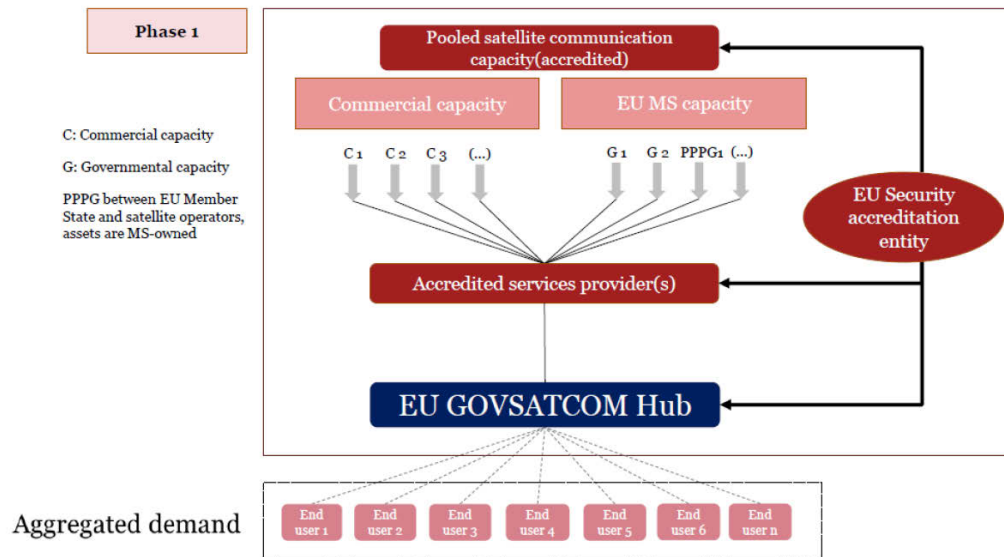 Phase 1
Pooled satellite communication
capacity(accredited)
Commercial capacity
EU MS capacity
C: Commercial capacity
G: Governmental capacity
PPPG between EU Member
State and satellite operators,
assets are MS-owned
C 1 C 2 C 3 (...)
G 1 G 2 PPPG1 (...)
EU Security
accreditation
entity
Accredited services provider(s)
EU GOVSATCOM Hub
Aggregated demand
End
user 1
End
user 2
End
user 3
End
user 4
End
user 5
End
user 6
End
user n